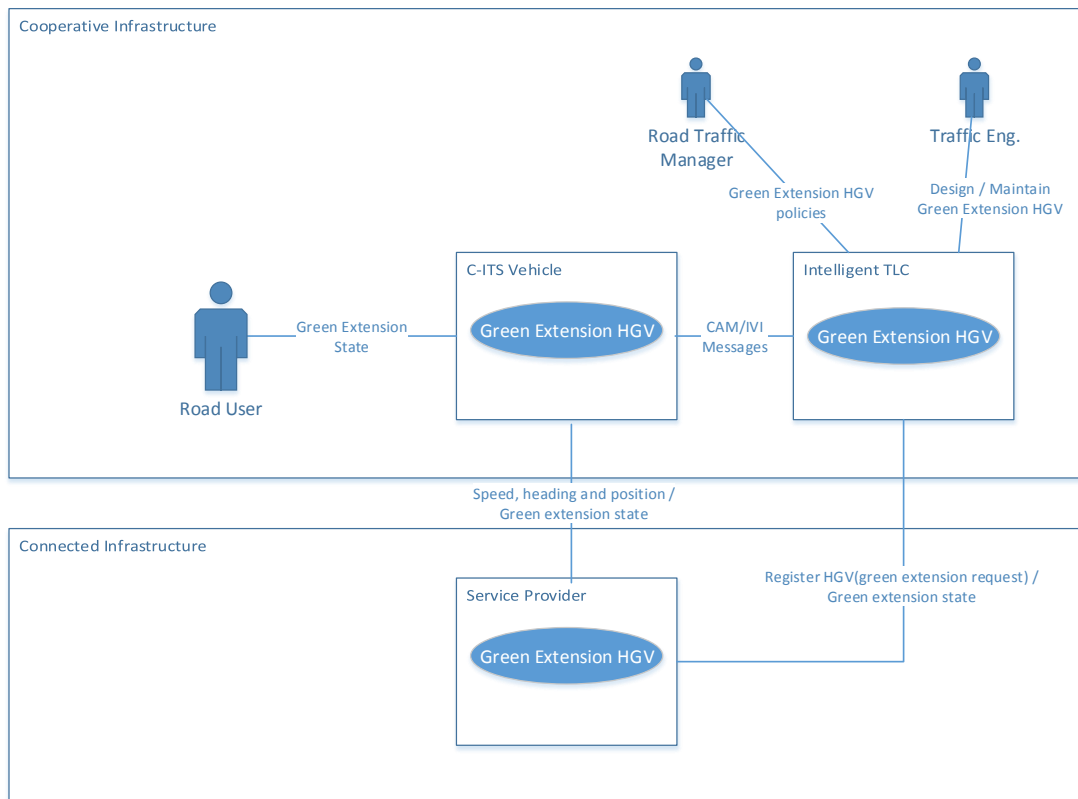 Cooperative Infrastructure
Road Traffic
Manager
Traffic Eng.
Green Extension HGV
policies
Design / Maintain
Green Extension HGV
C-ITS Vehicle
Intelligent TLC
Green Extension
State
Green Extension HGV
CAM/IVI
Messages
Green Extension HGV
Road User
Speed, heading and position /
Green extension state
Connected Infrastructure
Register HGV(green extension request) /
Green extension state
Service Provider
Green Extension HGV